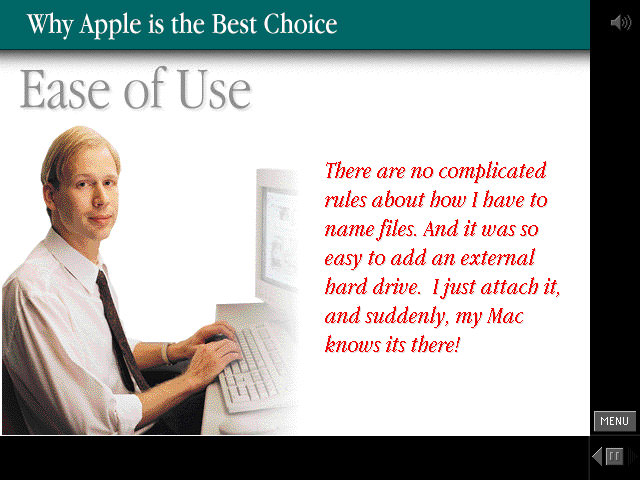 Why Apple is the Best Choice
Ease of Use
There are no complicated
rules about how I have to
name files. And it was so
easy to add an external
hard drive.  I just attach it,
and suddenly, my Mac
knows its there!
MENU